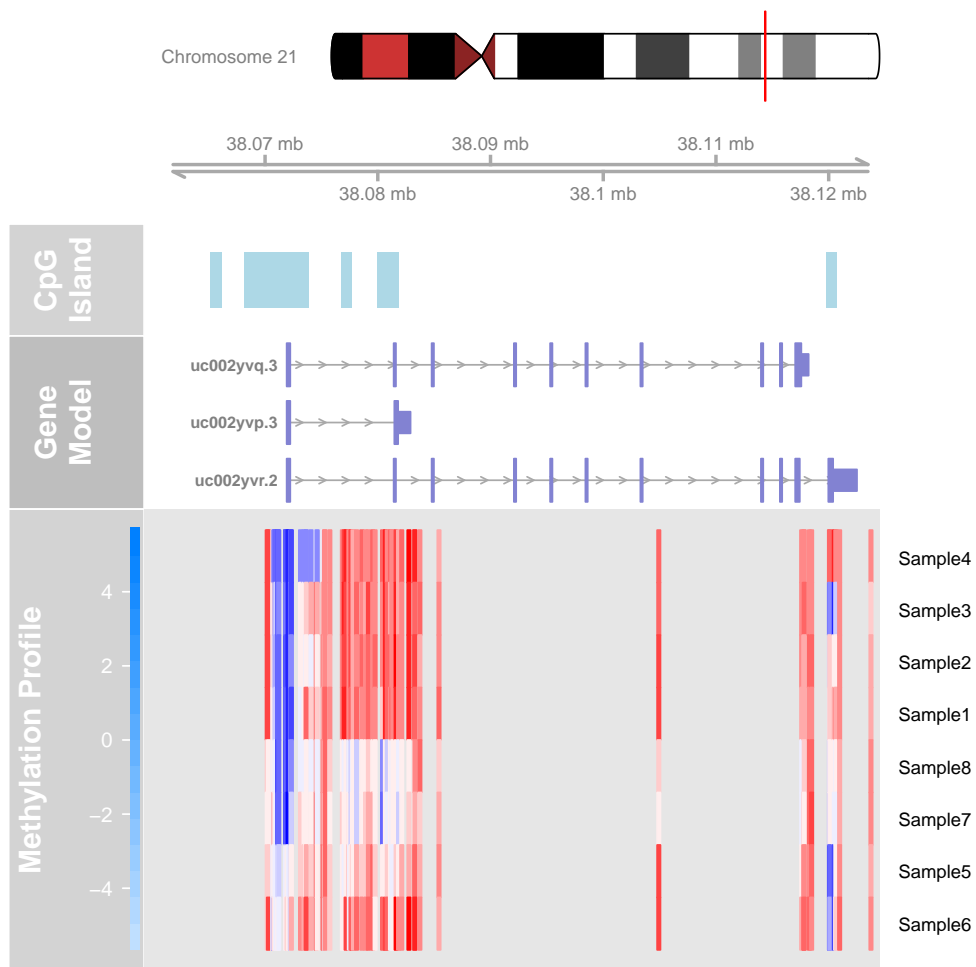 Chromosome 21
38.07 mb 38.09 mb 38.11 mb
38.08 mb 38.1 mb 38.12 mb
CpG
Island
Gene
Model
uc002yvq.3
uc002yvp.3
uc002yvr.2
Methylation Profile
4
2
0
−2
−4
Sample4
Sample3
Sample2
Sample1
Sample8
Sample7
Sample5
Sample6